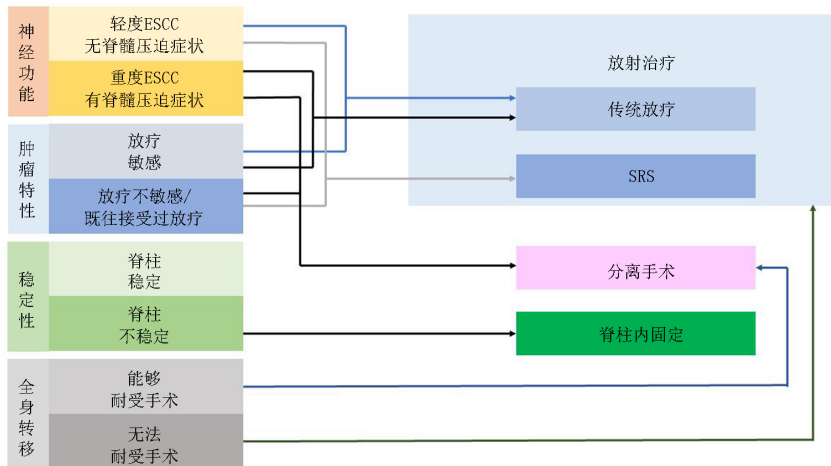 神经功能
轻度ESCC
无脊髓压迫症状
重度ESCC
有脊髓压迫症状
肿瘤特性
放疗
敏感
放疗不敏感/
既往接受过放疗
稳定性
脊柱
稳定
脊柱
不稳定
全身转移
能够
耐受手术
无法
耐受手术
放射治疗
传统放疗
SRS
分离手术
脊柱内固定